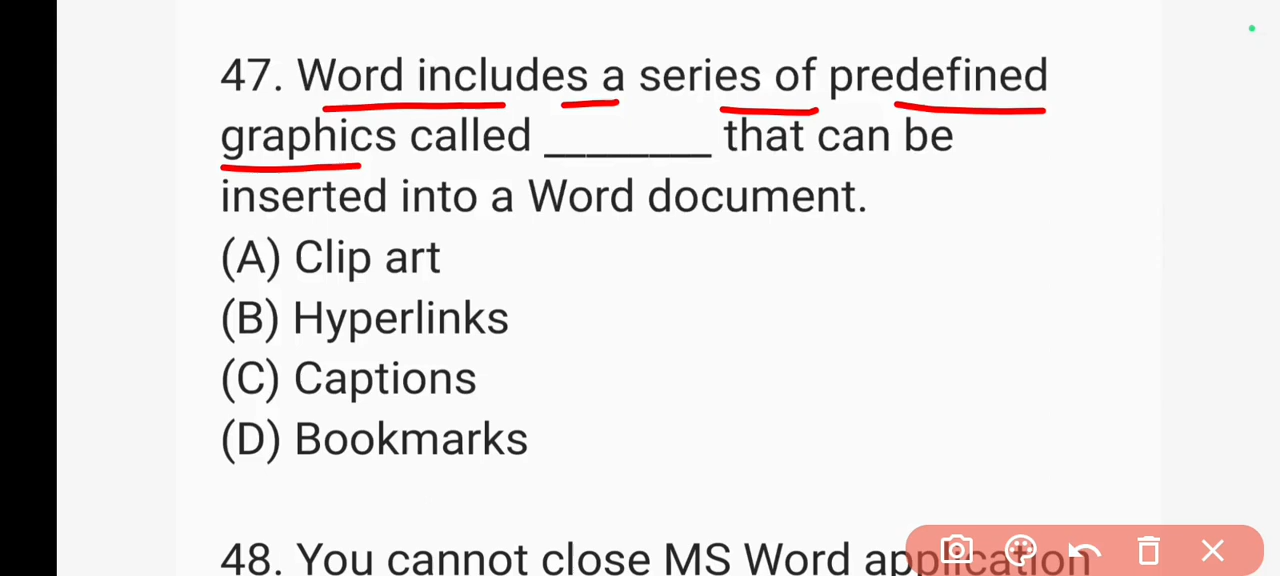 47. Word includes a series of predefined
graphics called ________ that can be
inserted into a Word document.
(A) Clip art
(B) Hyperlinks
(C) Captions
(D) Bookmarks
48. You cannot close MS Word application